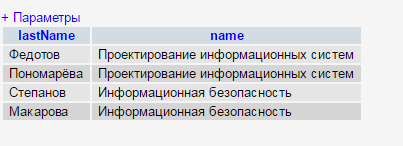 + Параметры
lastName name
Федотов Проектирование информационных систем
Пономарёва Проектирование информационных систем
Степанов Информационная безопасность
Макарова Информационная безопасность